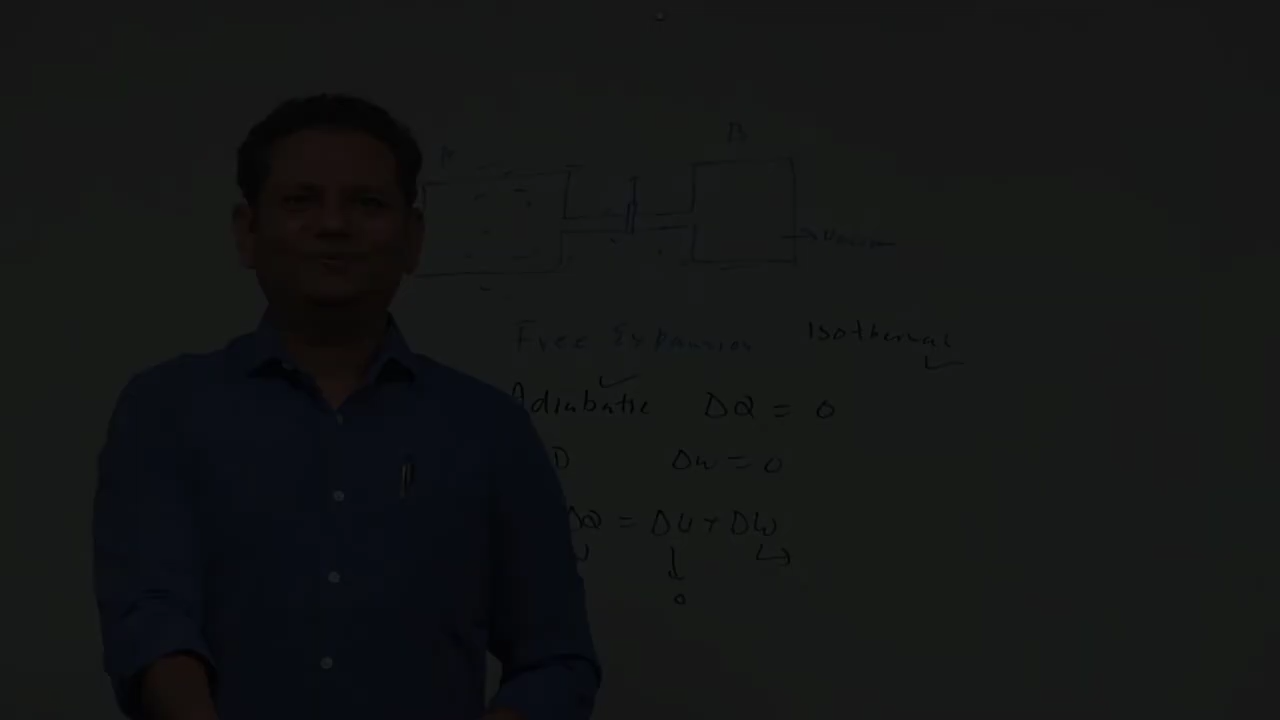 B
Free Expansion Isothermal
Adiabatic ΔQ = 0
ΔW = 0
ΔQ = ΔU + ΔW
0